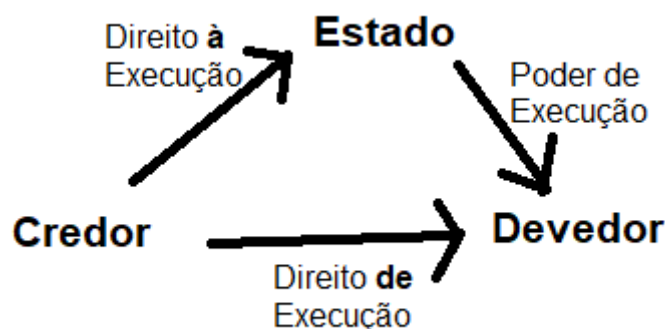 Direito à
Execução
Estado
Poder de
Execução
Credor
Devedor
Direito de
Execução